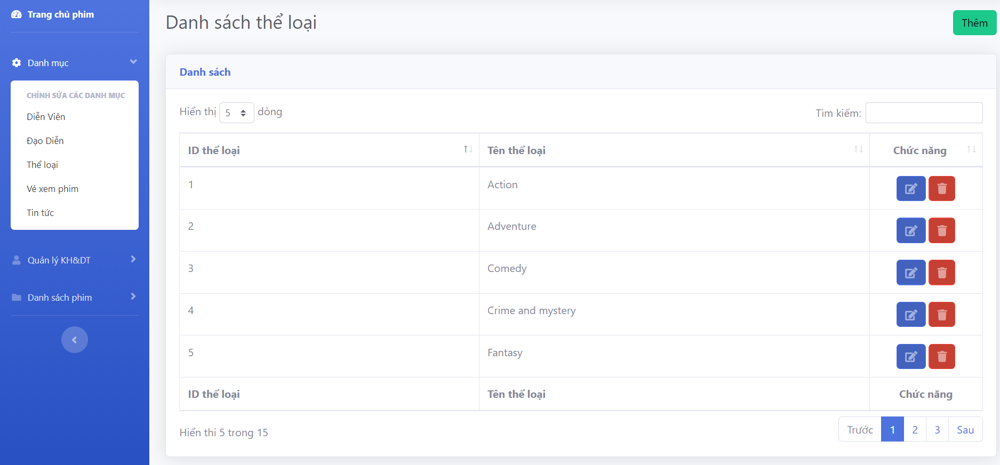 Trang chủ phim
Danh mục
CHỈNH SỬA CÁC DANH MỤC
Diễn Viên
Đạo Diễn
Thể loại
Vé xem phim
Tin tức
Quản lý KH&DT
Danh sách phim
Danh sách thể loại
Thêm
Danh sách
Hiển thị 5 dòng
Tìm kiếm:
ID thể loại Tên thể loại Chức năng
1 Action
2 Adventure
3 Comedy
4 Crime and mystery
5 Fantasy
ID thể loại Tên thể loại Chức năng
Hiển thi 5 trong 15
Trước 1 2 3 Sau